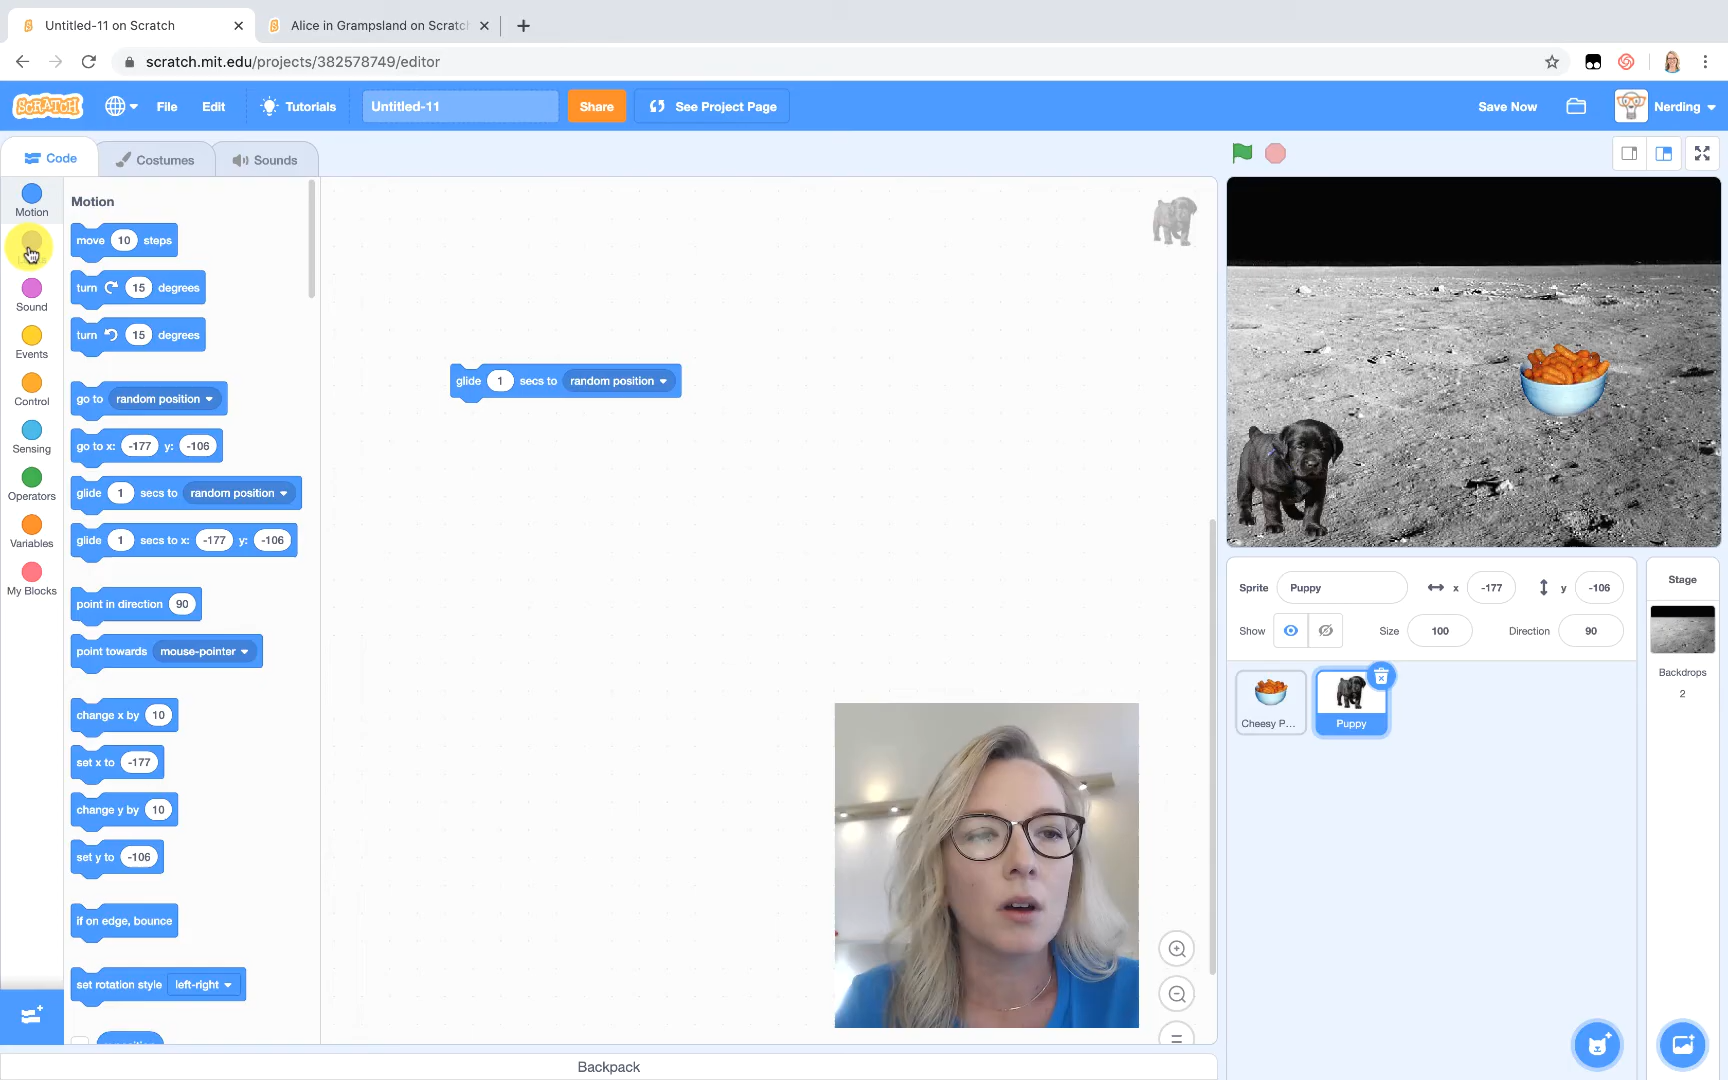 Untitled-11 on Scratch
Alice in Grampsland on Scratch
scratch.mit.edu/projects/382578749/editor
SCRATCH
File
Edit
Tutorials
Untitled-11
Share
See Project Page
Save Now
Nerding
Code
Costumes
Sounds
Motion
Sound
Events
Control
Sensing
Operators
Variables
My Blocks
Motion
move 10 steps
turn 15 degrees
turn 15 degrees
go to random position
go to x: -177 y: -106
glide 1 secs to random position
glide 1 secs to x: -177 y: -106
point in direction 90
point towards mouse-pointer
change x by 10
set x to -177
change y by 10
set y to -106
if on edge, bounce
set rotation style left-right
glide 1 secs to random position
Sprite Puppy x -177 y -106
Show Size 100 Direction 90
Cheesy P...
Puppy
Stage
Backdrops
2
Backpack